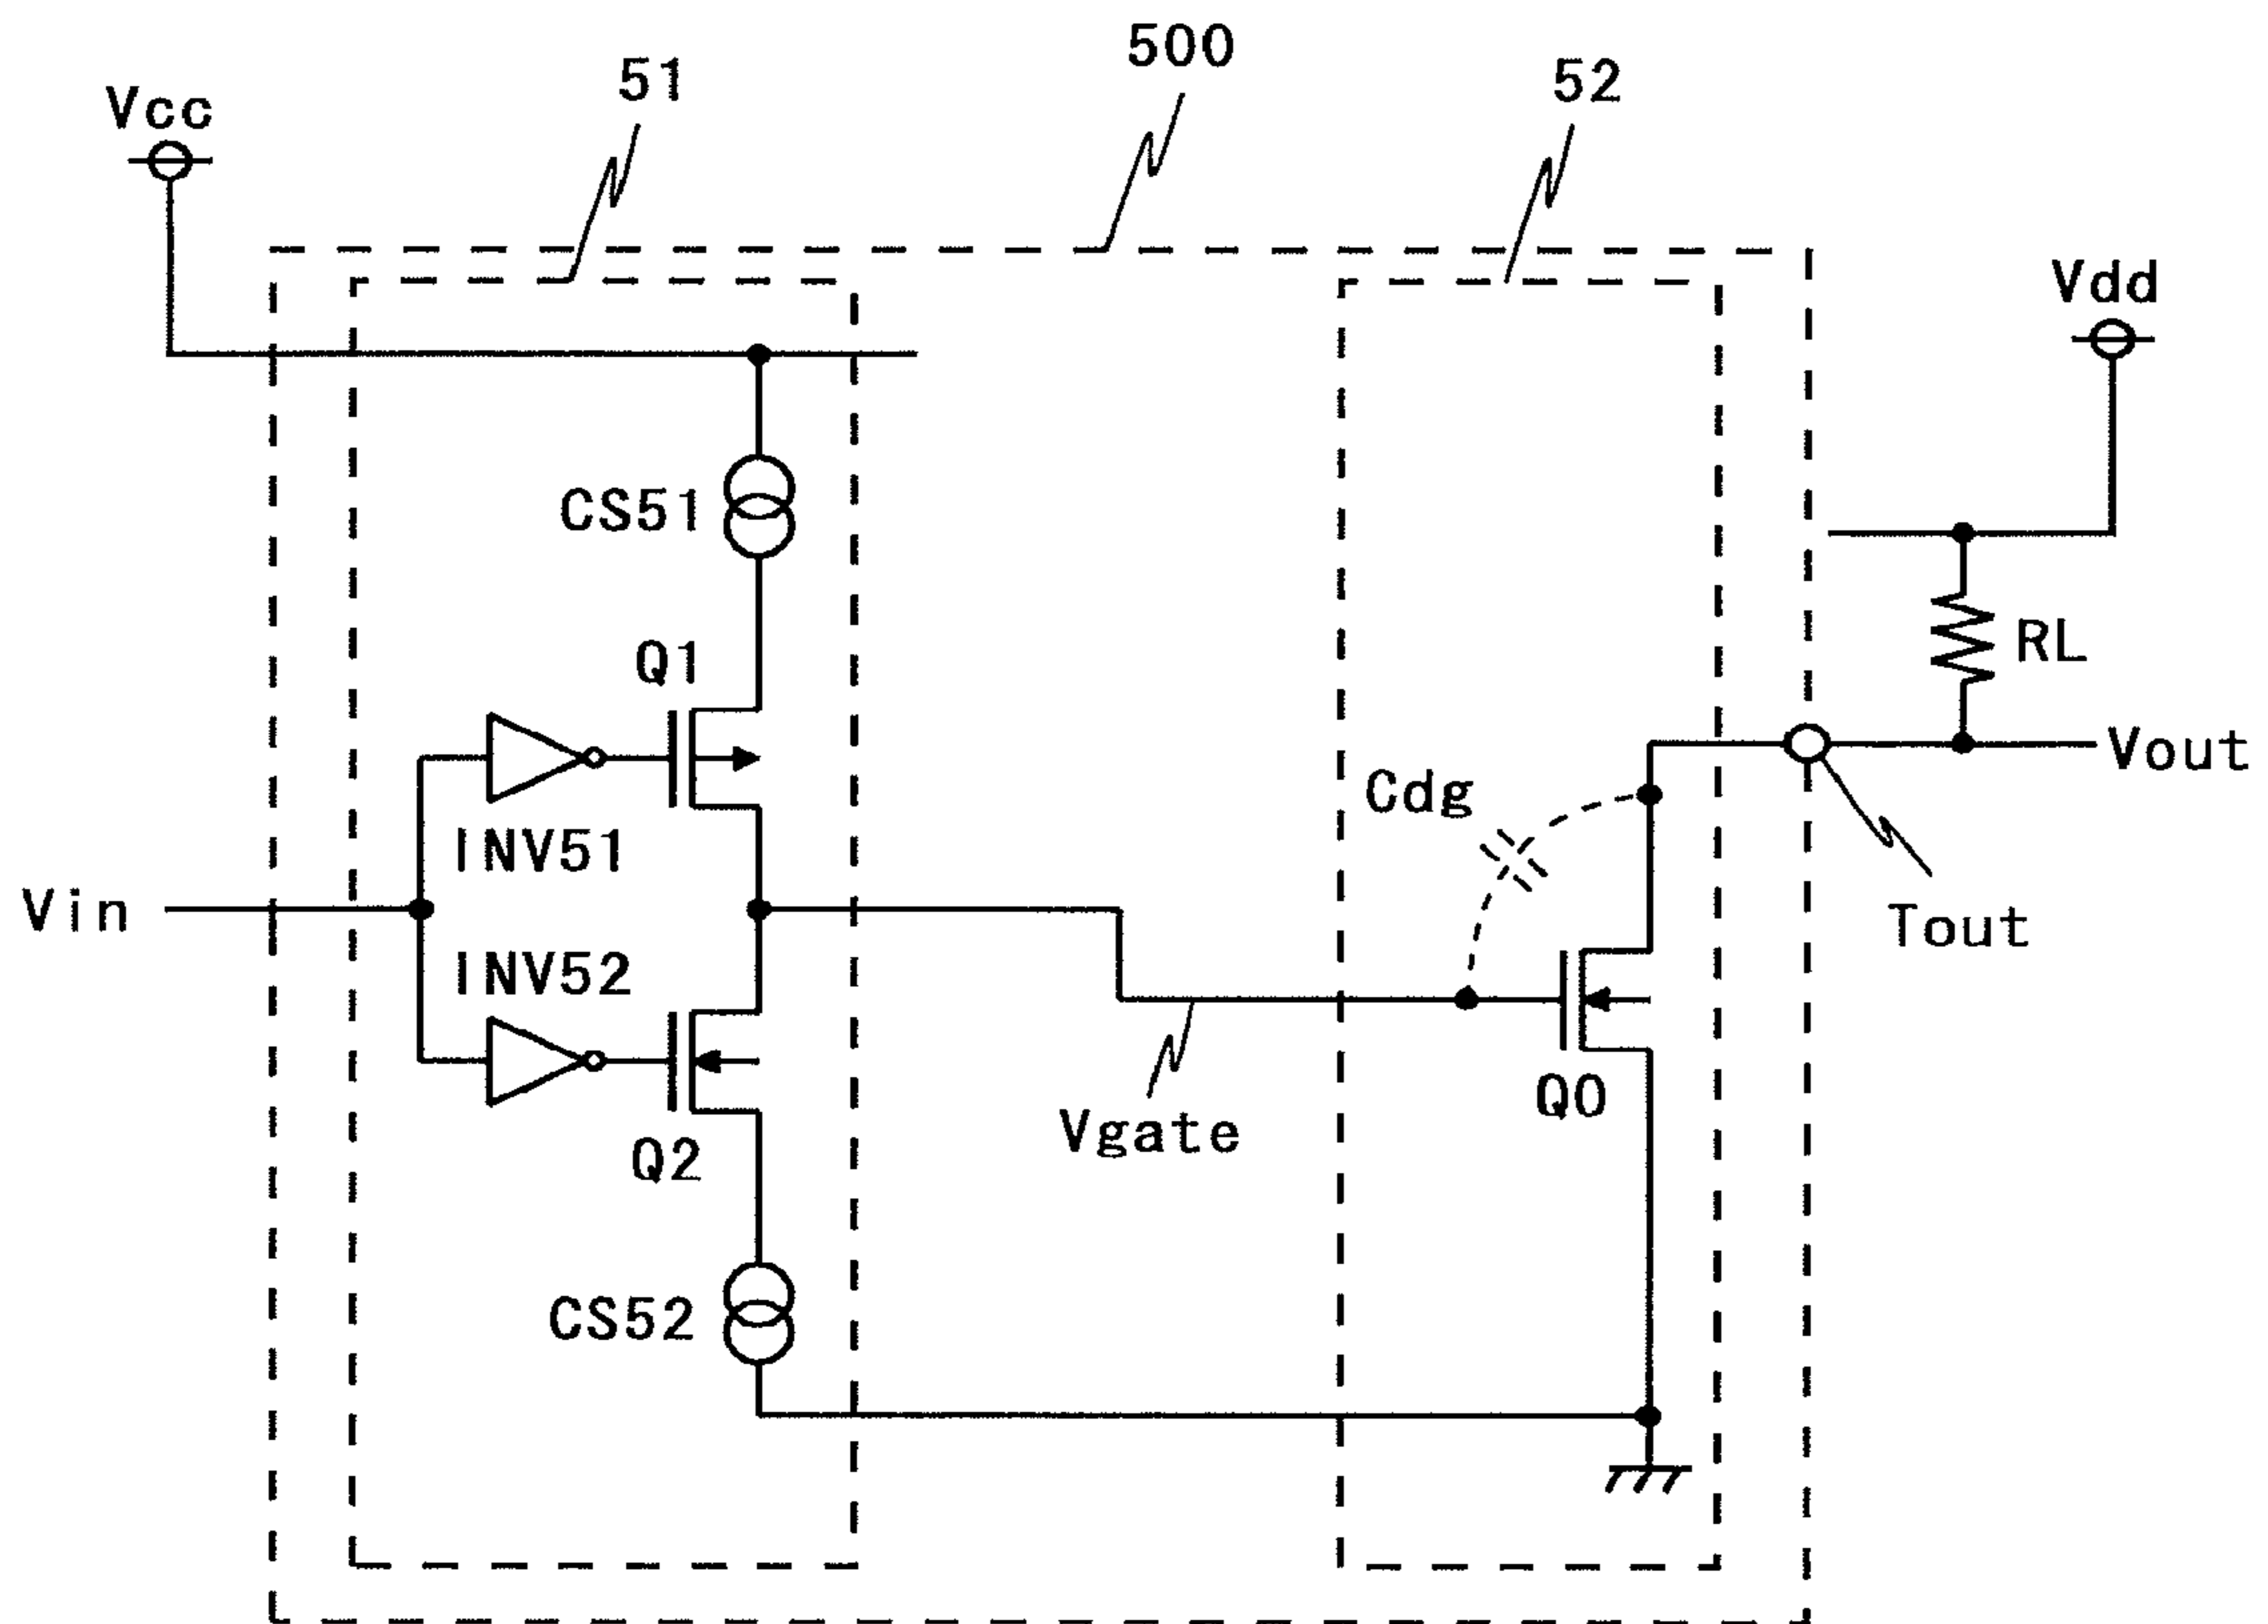 500
51
52
Vcc
Vdd
CS51
Q1
RL
Vout
Cdg
INV51
Vin
Tout
INV52
Q0
Vgate
Q2
CS52